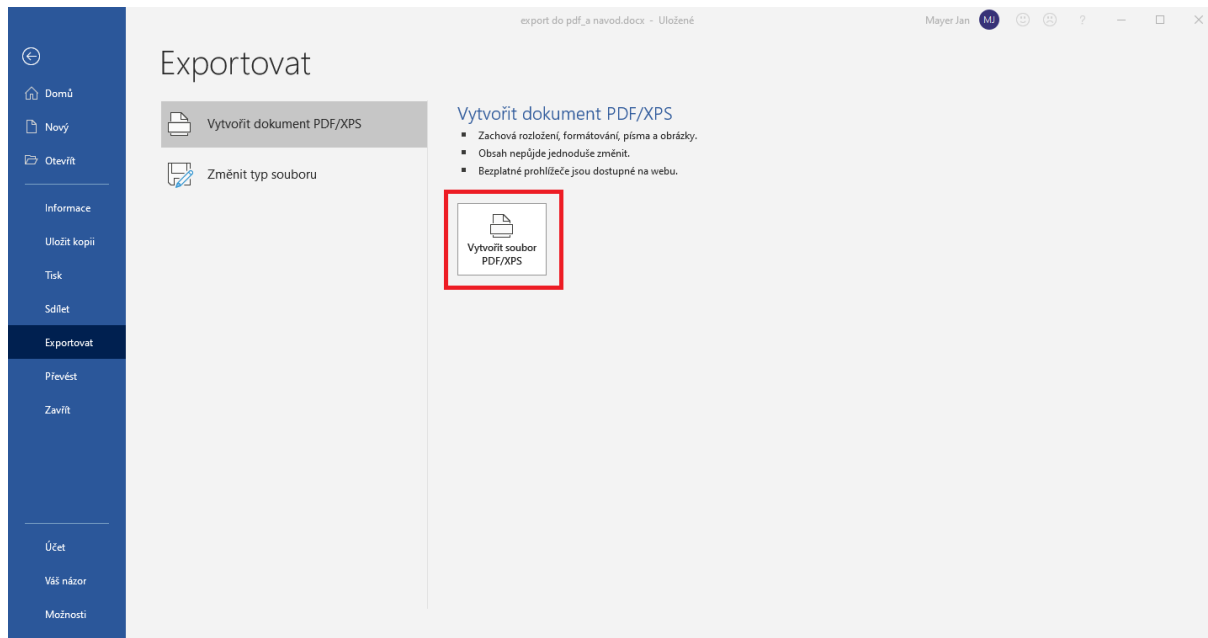 export do pdf_a navod.docx - Uložené
Mayer Jan
MJ
?
Domů
Nový
Otevřít
Informace
Uložit kopii
Tisk
Sdílet
Exportovat
Převést
Zavřít
Účet
Váš názor
Možnosti
Exportovat
Vytvořit dokument PDF/XPS
Změnit typ souboru
Vytvořit dokument PDF/XPS
Zachová rozložení, formátování, písma a obrázky.
Obsah nepůjde jednoduše změnit.
Bezplatné prohlížeče jsou dostupné na webu.
Vytvořit soubor
PDF/XPS